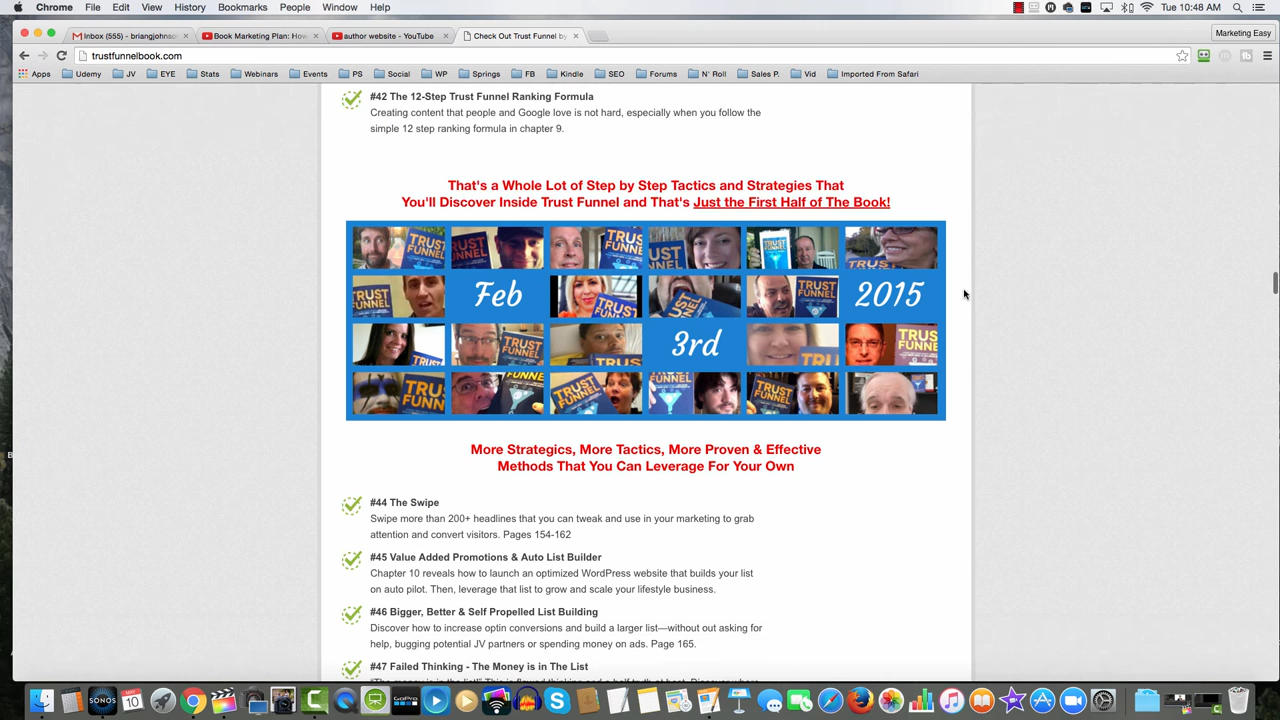 Chrome File Edit View History Bookmarks People Window Help
Tue 10:48 AM
Inbox (555) - briangjohnso
Book Marketing Plan: How
author website - YouTube
Check Out Trust Funnel by
Marketing Easy
trustfunnelbook.com
Apps Udemy JV EYE Stats Webinars Events PS Social WP Springs FB Kindle SEO Forums N' Roll Sales P. Vid Imported From Safari
#42 The 12-Step Trust Funnel Ranking Formula
Creating content that people and Google love is not hard, especially when you follow the
simple 12 step ranking formula in chapter 9.
That's a Whole Lot of Step by Step Tactics and Strategies That
You'll Discover Inside Trust Funnel and That's Just the First Half of The Book!
Feb
2015
3rd
TRUST
FUNNEL
More Strategics, More Tactics, More Proven & Effective
Methods That You Can Leverage For Your Own
#44 The Swipe
Swipe more than 200+ headlines that you can tweak and use in your marketing to grab
attention and convert visitors. Pages 154-162
#45 Value Added Promotions & Auto List Builder
Chapter 10 reveals how to launch an optimized WordPress website that builds your list
on auto pilot. Then, leverage that list to grow and scale your lifestyle business.
#46 Bigger, Better & Self Propelled List Building
Discover how to increase optin conversions and build a larger list—without out asking for
help, bugging potential JV partners or spending money on ads. Page 165.
#47 Failed Thinking - The Money is in The List
SONOS
10
GoPro